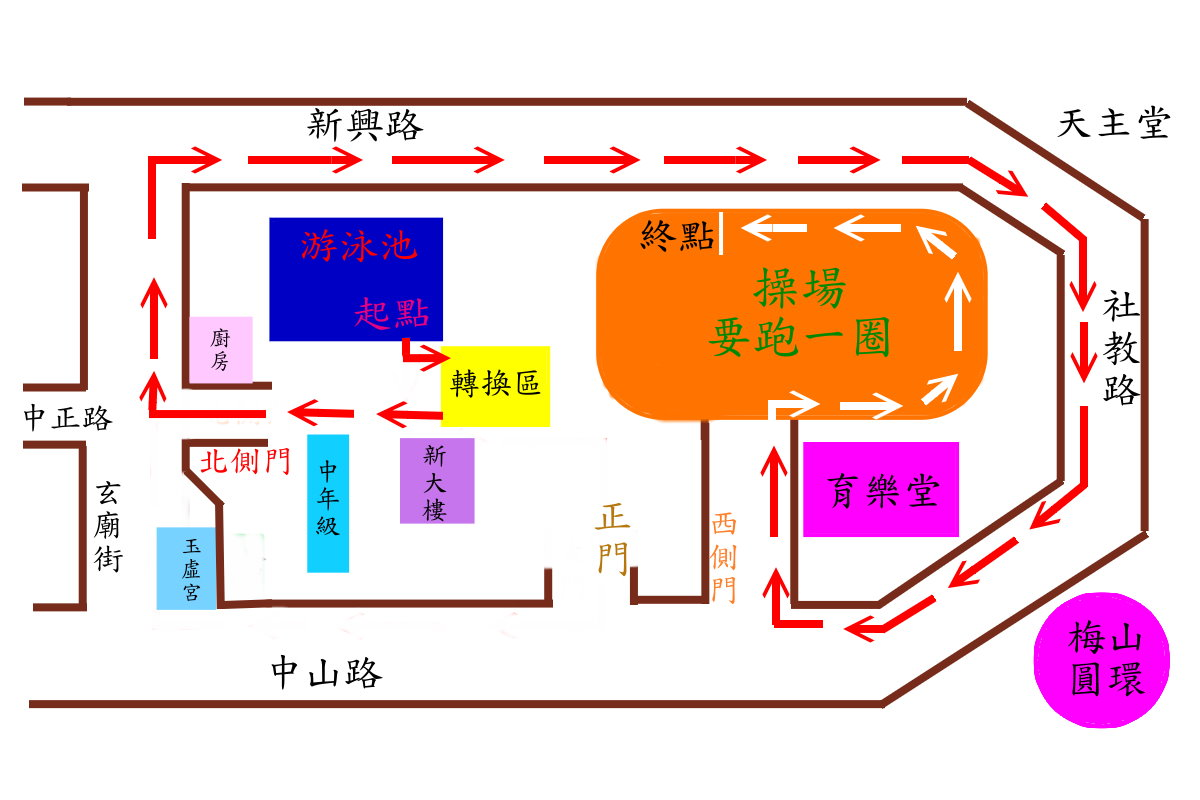 新興路
天主堂
游泳池
起點
終點
操場
要跑一圈
廚房
轉換區
社教路
中正路
北側門
中年級
新大樓
玄廟街
玉虛宮
正門
西側門
育樂堂
中山路
梅山
圓環